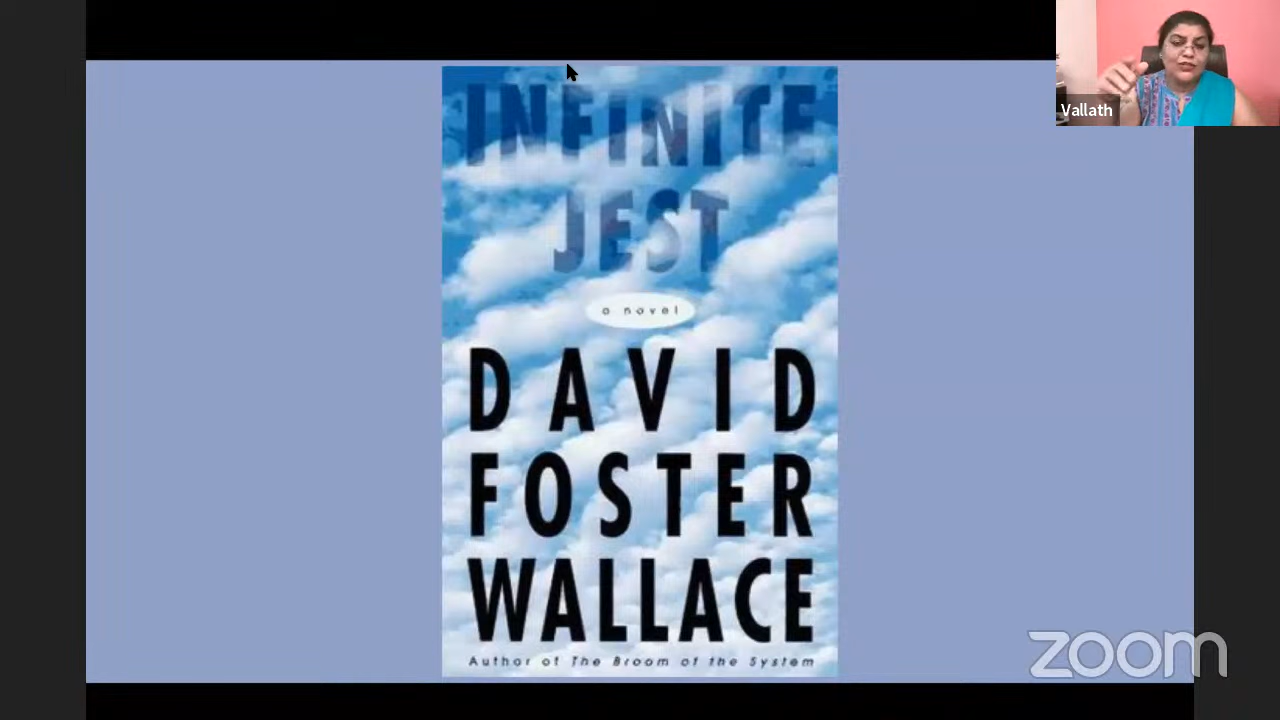 INFINITE
JEST
a novel
DAVID
FOSTER
WALLACE
Author of The Broom of the System
Vallath
zoom